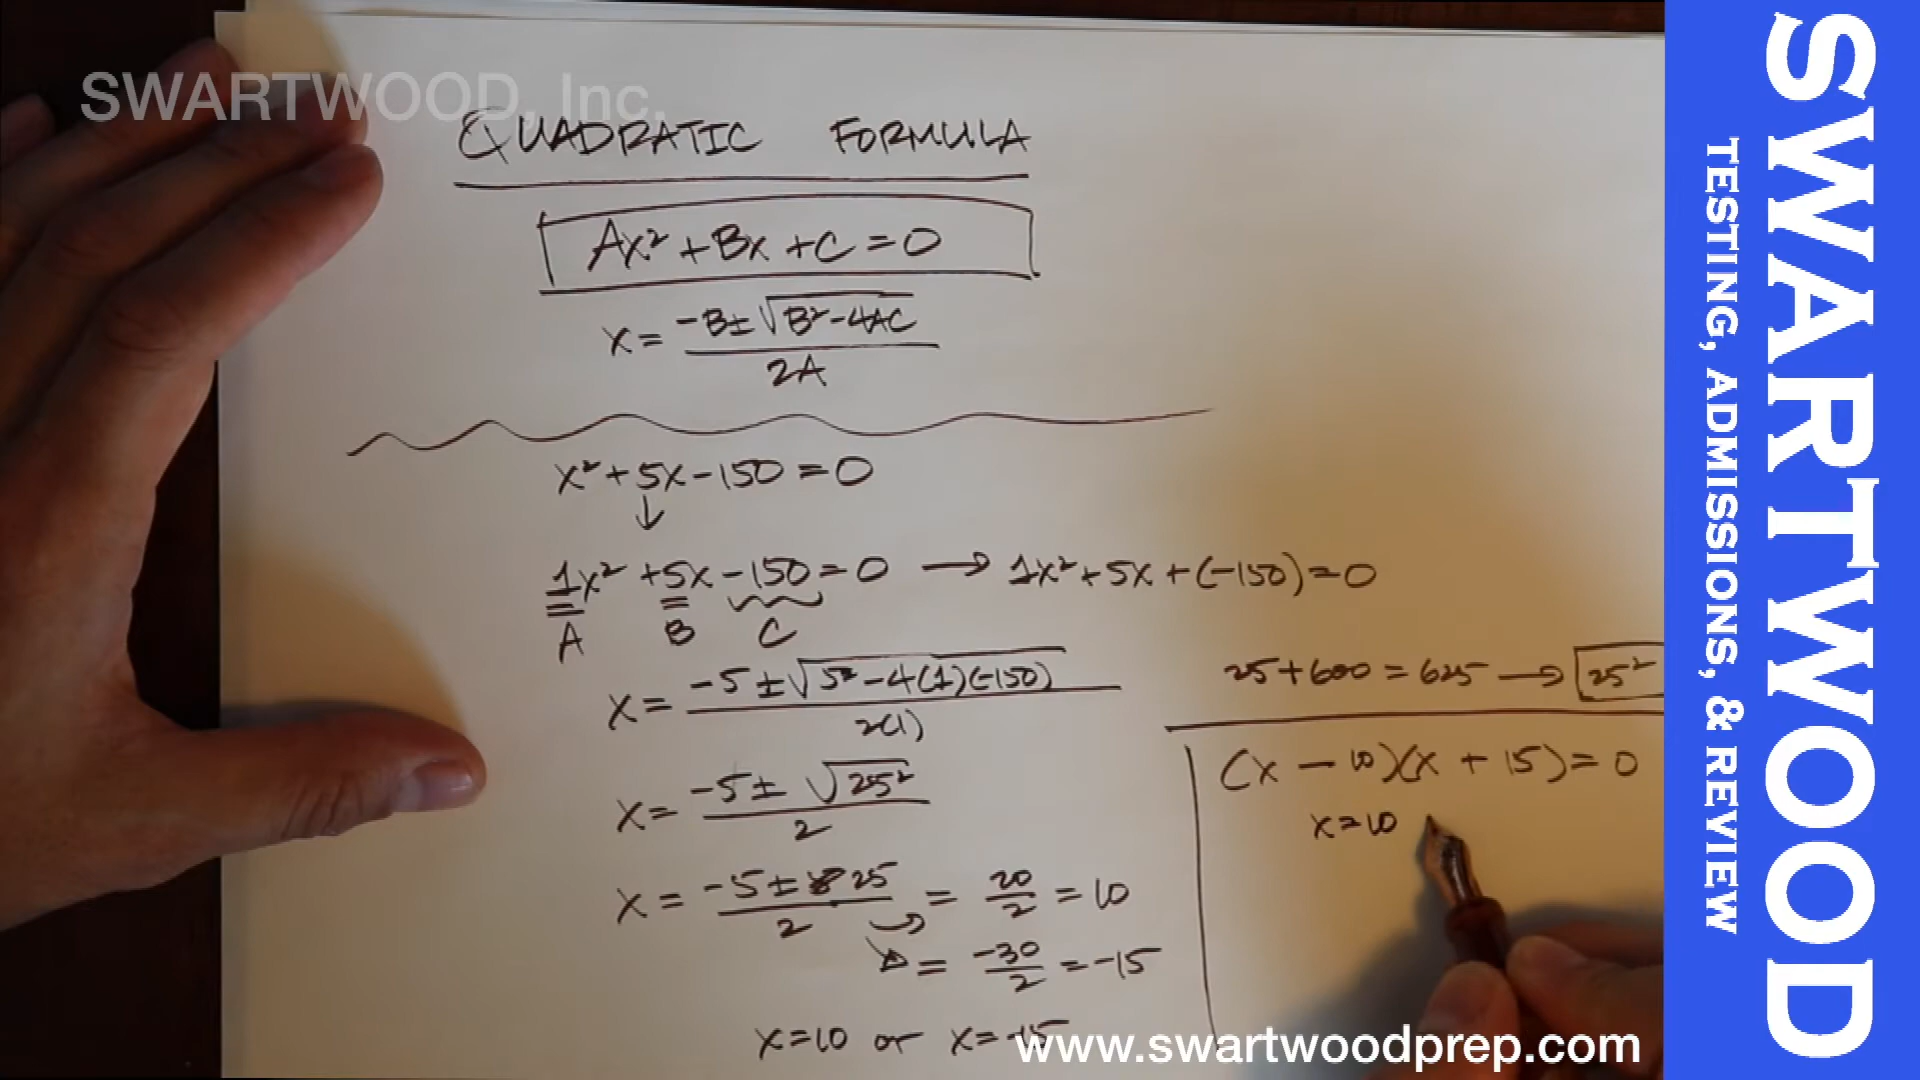 SWARTWOOD, Inc.
QUADRATIC FORMULA
Ax² + Bx + C = 0
x = (-B ± √(B² - 4AC)) / 2A
x² + 5x - 150 = 0
↓
1x² + 5x - 150 = 0 → 1x² + 5x + (-150) = 0
A B C
x = (-5 ± √(5² - 4(1)(-150))) / 2(1)
x = (-5 ± √(25²)) / 2
x = (-5 ± 25) / 2 = 20/2 = 10
= -30/2 = -15
x = 10 or x = -15
25 + 600 = 625 → 25²
(x - 10)(x + 15) = 0
x = 10
www.swartwoodprep.com
SWARTWOOD
TESTING, ADMISSIONS, & REVIEW